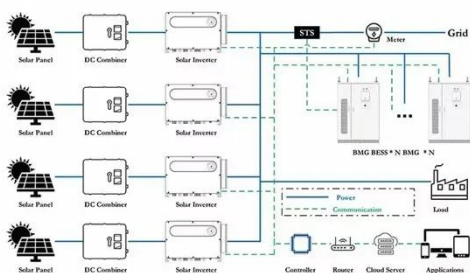 STS
Meter
Grid
Solar Panel DC Combiner Solar Inverter
BMG BESS * N BMG * N
Solar Panel DC Combiner Solar Inverter
Solar Panel DC Combiner Solar Inverter
Power
Communication
Load
Solar Panel DC Combiner Solar Inverter
Controller Router Cloud Server Applications